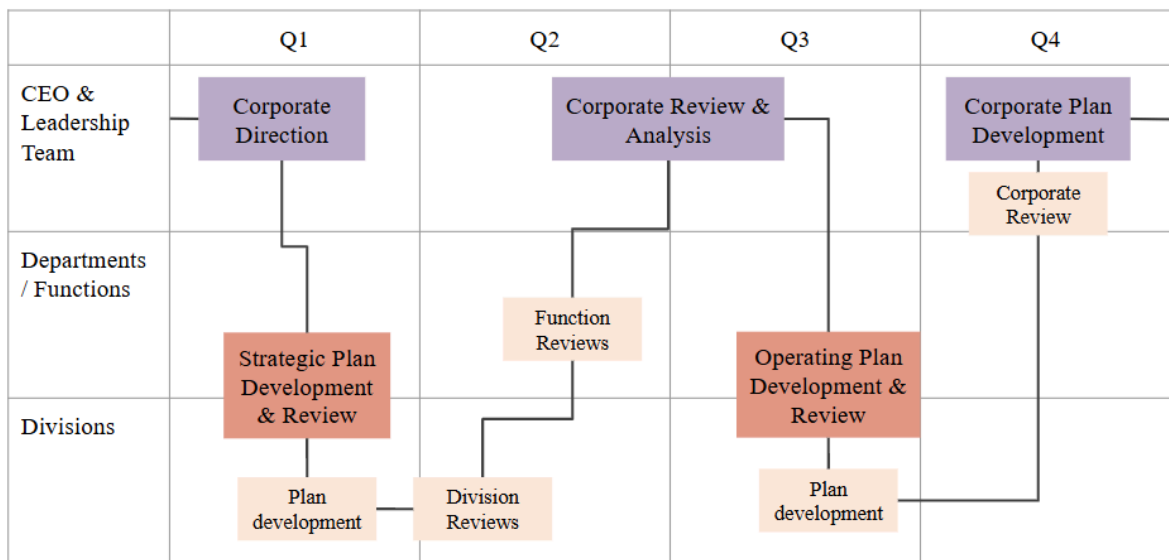 Q1
Q2
Q3
Q4
CEO &
Leadership
Team
Corporate
Direction
Corporate Review &
Analysis
Corporate Plan
Development
Corporate
Review
Departments
/ Functions
Function
Reviews
Strategic Plan
Development
& Review
Operating Plan
Development &
Review
Divisions
Plan
development
Division
Reviews
Plan
development